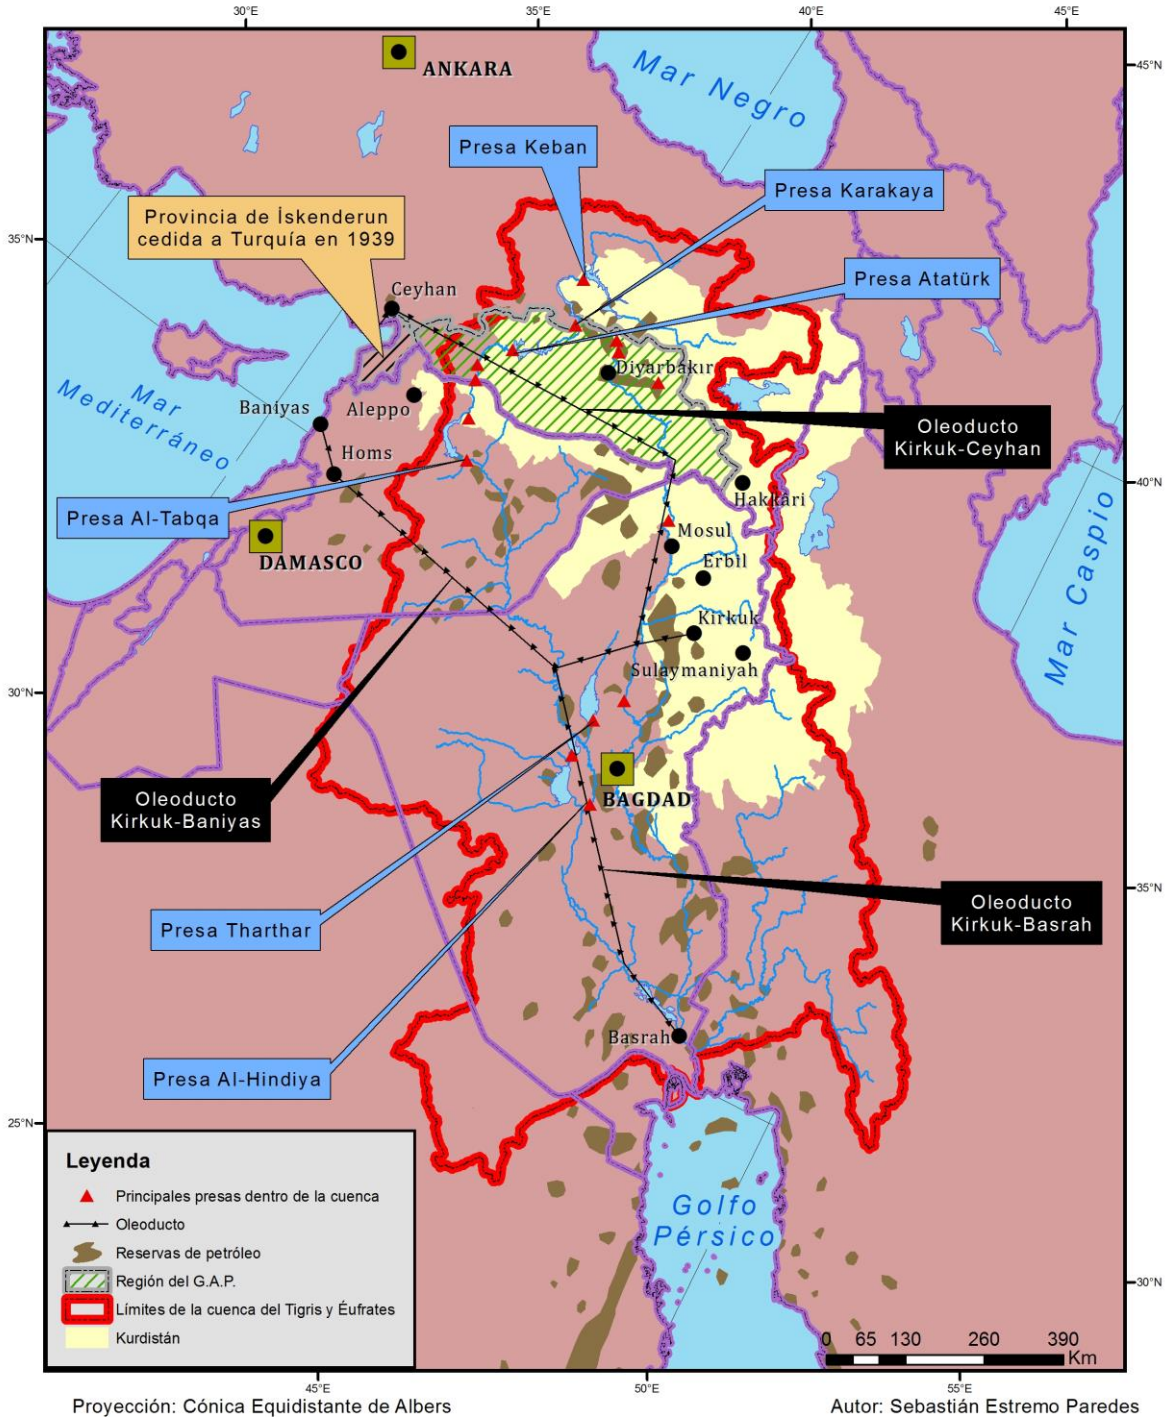 30°E
35°E
40°E
45°E
45°N
ANKARA
Mar Negro
Presa Keban
Presa Karakaya
Provincia de İskenderun
cedida a Turquía en 1939
35°N
Presa Atatürk
Ceyhan
Diyarbakır
Mar
Mediterráneo
Baniyas
Aleppo
Oleoducto
Kirkuk-Ceyhan
Homs
40°N
Hakkâri
Presa Al-Tabqa
Mosul
DAMASCO
Erbil
Mar Caspio
Kirkuk
Sulaymaniyah
30°N
Oleoducto
Kirkuk-Baniyas
BAGDAD
35°N
Oleoducto
Kirkuk-Basrah
Presa Tharthar
Basrah
Presa Al-Hindiya
25°N
Leyenda
Principales presas dentro de la cuenca
Oleoducto
Reservas de petróleo
Región del G.A.P.
Límites de la cuenca del Tigris y Éufrates
Kurdistán
Golfo
Pérsico
30°N
0 65 130 260 390
Km
45°E
50°E
55°E
Proyección: Cónica Equidistante de Albers
Autor: Sebastián Estremo Paredes